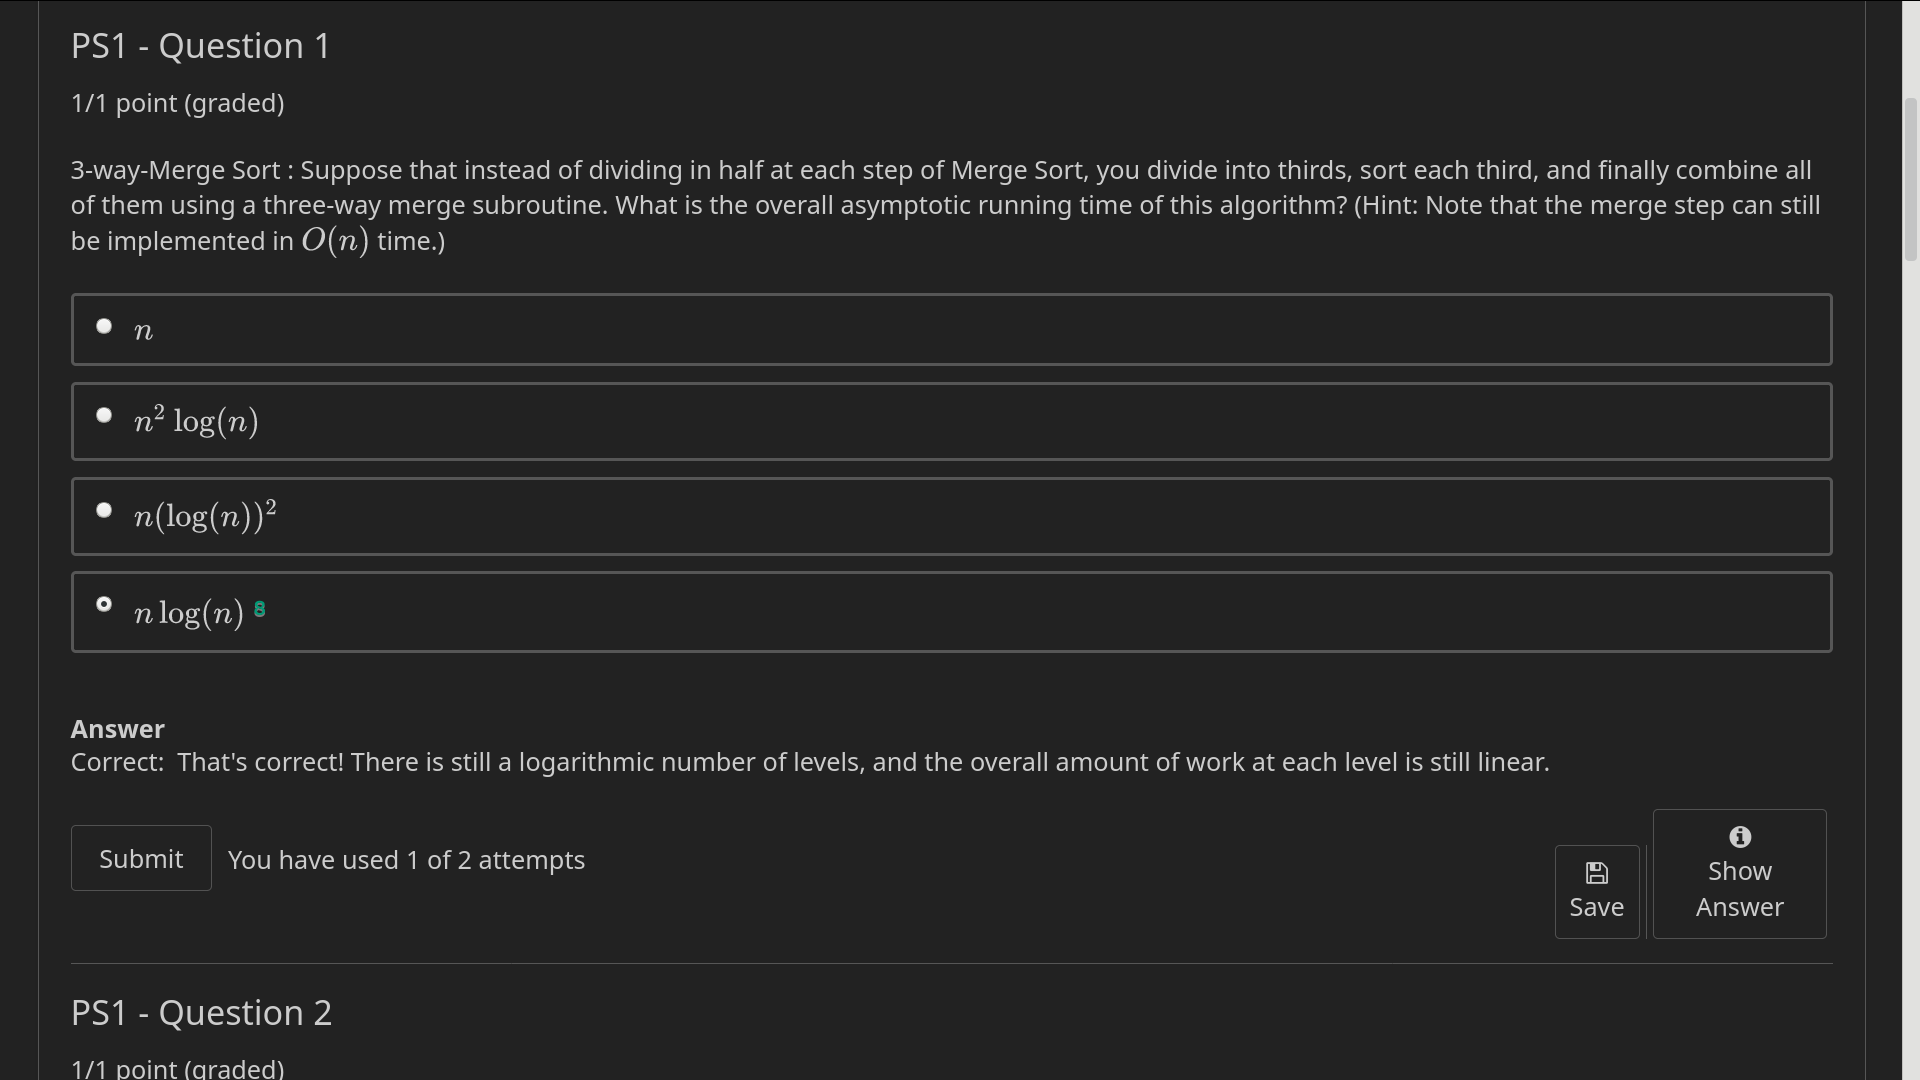 PS1 - Question 1
1/1 point (graded)
3-way-Merge Sort : Suppose that instead of dividing in half at each step of Merge Sort, you divide into thirds, sort each third, and finally combine all
of them using a three-way merge subroutine. What is the overall asymptotic running time of this algorithm? (Hint: Note that the merge step can still
be implemented in O(n) time.)
n
n² log(n)
n(log(n))²
n log(n)
Answer
Correct: That's correct! There is still a logarithmic number of levels, and the overall amount of work at each level is still linear.
Submit
You have used 1 of 2 attempts
Save
Show
Answer
PS1 - Question 2
1/1 point (graded)